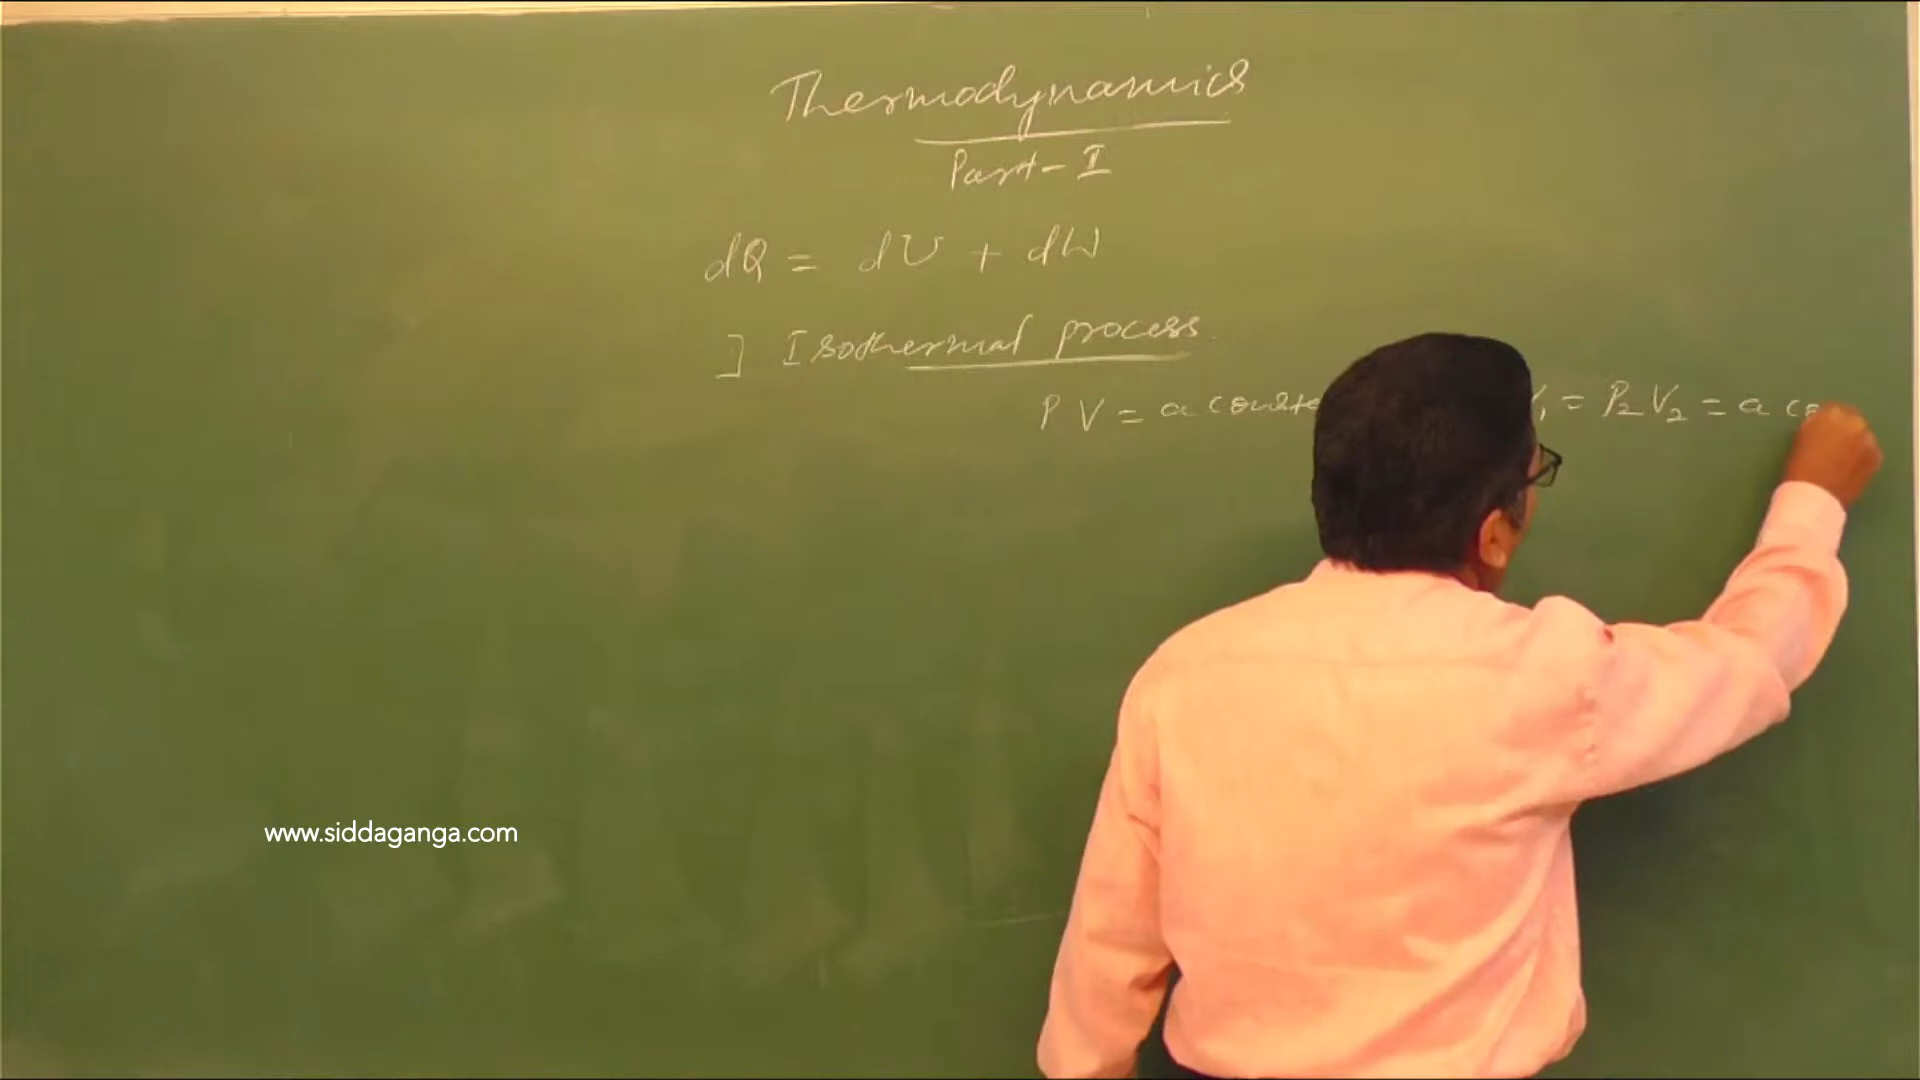 Thermodynamics
Part - I
dQ = dU + dW
] Isothermal process.
PV = a = P₂V₂ = a
www.siddaganga.com